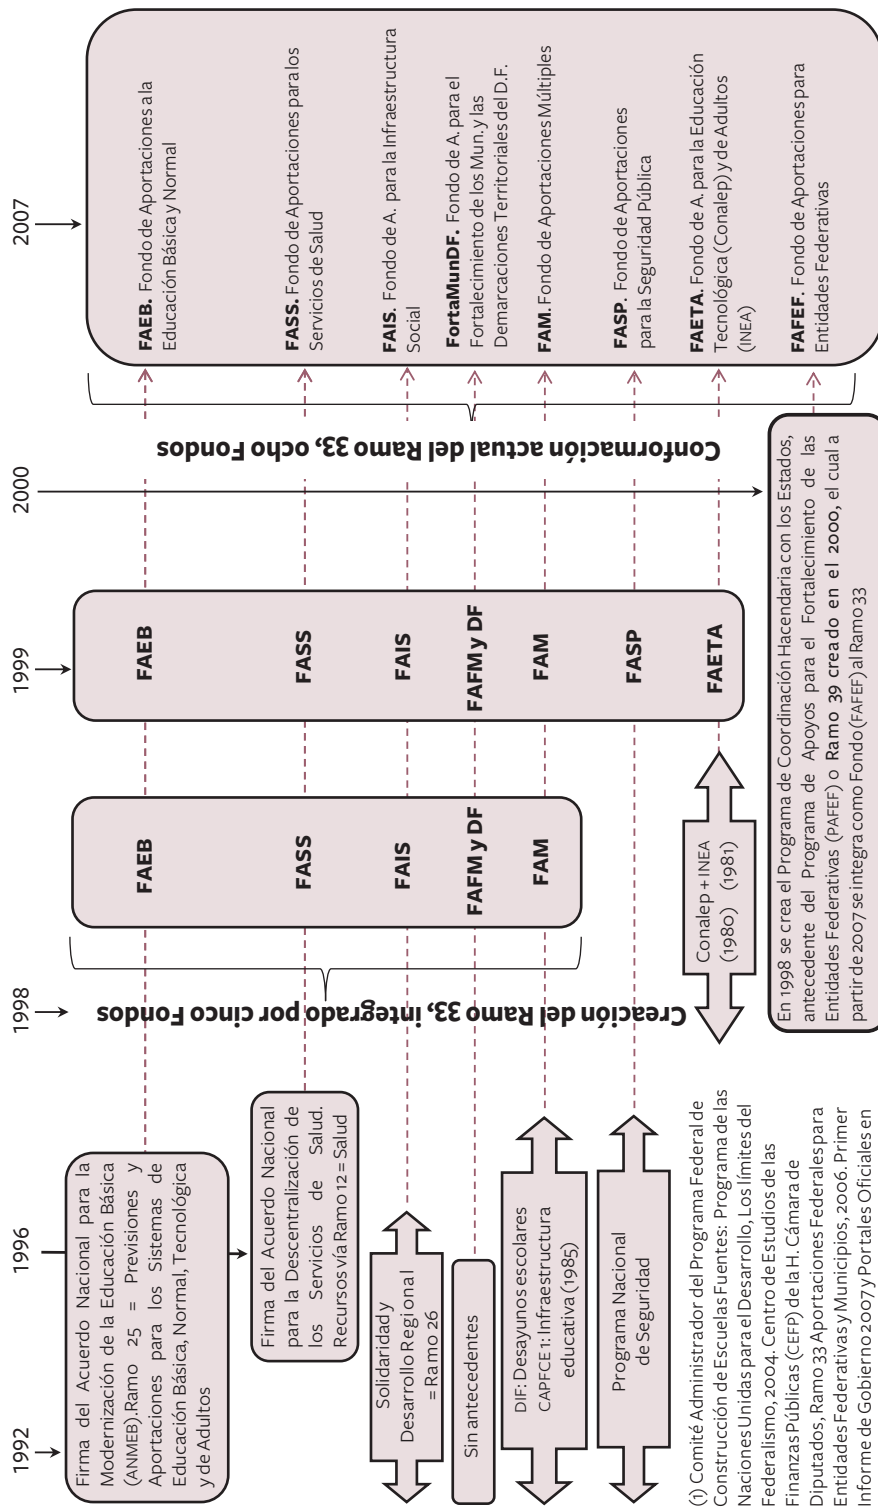 1992
1996
1998
1999
2000
2007
Firma del Acuerdo Nacional para la
Modernización de la Educación Básica
(ANMEB).Ramo 25 = Previsiones y
Aportaciones para los Sistemas de
Educación Básica, Normal, Tecnológica
y de Adultos
Firma del Acuerdo Nacional
para la Descentralización de
los Servicios de Salud.
Recursos vía Ramo 12 = Salud
Solidaridad y
Desarrollo Regional
= Ramo 26
Sin antecedentes
DIF: Desayunos escolares
CAPFCE 1: Infraestructura
educativa (1985)
Programa Nacional
de Seguridad
Creación del Ramo 33, integrado por cinco Fondos
FAEB
FASS
FAIS
FAFM y DF
FAM
Conalep + INEA
(1980) (1981)
FAEB
FASS
FAIS
FAFM y DF
FAM
FASP
FAETA
Conformación actual del Ramo 33, ocho Fondos
FAEB. Fondo de Aportaciones a la
Educación Básica y Normal
FASS. Fondo de Aportaciones para los
Servicios de Salud
FAIS. Fondo de A. para la Infraestructura
Social
FortaMunDF. Fondo de A. para el
Fortalecimiento de los Mun. y las
Demarcaciones Territoriales del D.F.
FAM. Fondo de Aportaciones Múltiples
FASP. Fondo de Aportaciones
para la Seguridad Pública
FAETA. Fondo de A. para la Educación
Tecnológica (Conalep) y de Adultos
(INEA)
FAFEF. Fondo de Aportaciones para
Entidades Federativas
En 1998 se crea el Programa de Coordinación Hacendaria con los Estados,
antecedente del Programa de Apoyos para el Fortalecimiento de las
Entidades Federativas (PAFEF) o Ramo 39 creado en el 2000, el cual a
partir de 2007 se integra como Fondo (FAFEF) al Ramo 33
(1) Comité Administrador del Programa Federal de
Construcción de Escuelas Fuentes: Programa de las
Naciones Unidas para el Desarrollo, Los límites del
Federalismo, 2004. Centro de Estudios de las
Finanzas Públicas (CEFP) de la H. Cámara de
Diputados, Ramo 33 Aportaciones Federales para
Entidades Federativas y Municipios, 2006. Primer
Informe de Gobierno 2007 y Portales Oficiales en